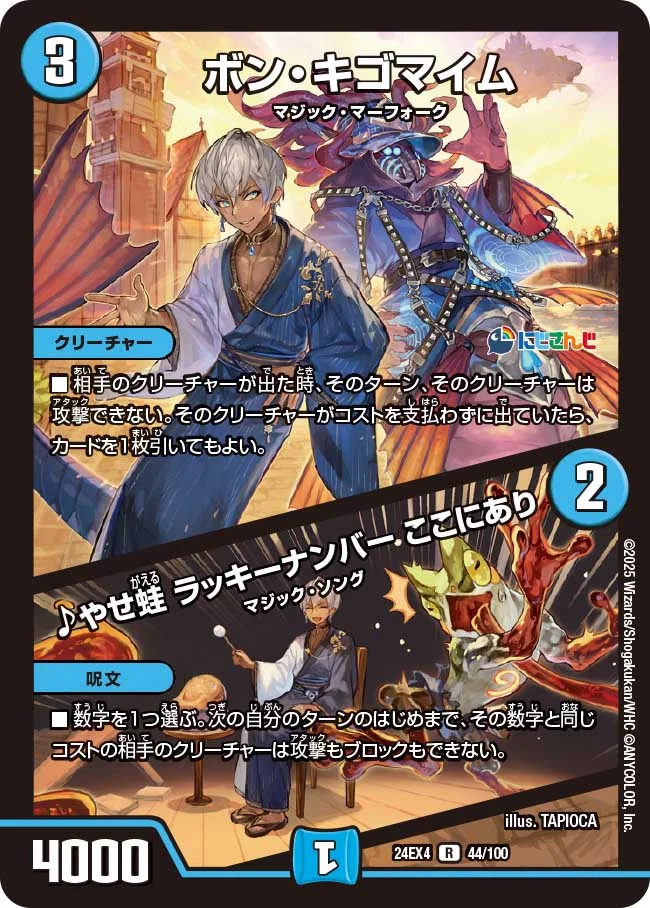 3
ボン・キゴマイム
マジック・マーフォーク
クリーチャー
にじさんじ
■相手のクリーチャーが出た時、そのターン、そのクリーチャーは
攻撃できない。そのクリーチャーがコストを支払わずに出ていたら、
カードを1枚引いてもよい。
2
♪やせ蛙 ラッキーナンバー ここにあり
マジック・ソング
呪文
■数字を1つ選ぶ。次の自分のターンのはじめまで、その数字と同じ
コストの相手のクリーチャーは攻撃もブロックもできない。
©2025 Wizards/Shogakukan/WHC ©ANYCOLOR, Inc.
illus. TAPIOCA
4000
1
24EX4 R 44/100